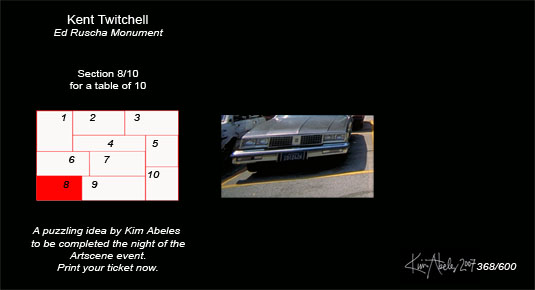 Kent Twitchell
Ed Ruscha Monument
Section 8/10
for a table of 10
1 2 3
4 5
6 7
10
8 9
A puzzling idea by Kim Abeles
to be completed the night of the
Artscene event.
Print your ticket now.
Kim Abeles 2007 368/600